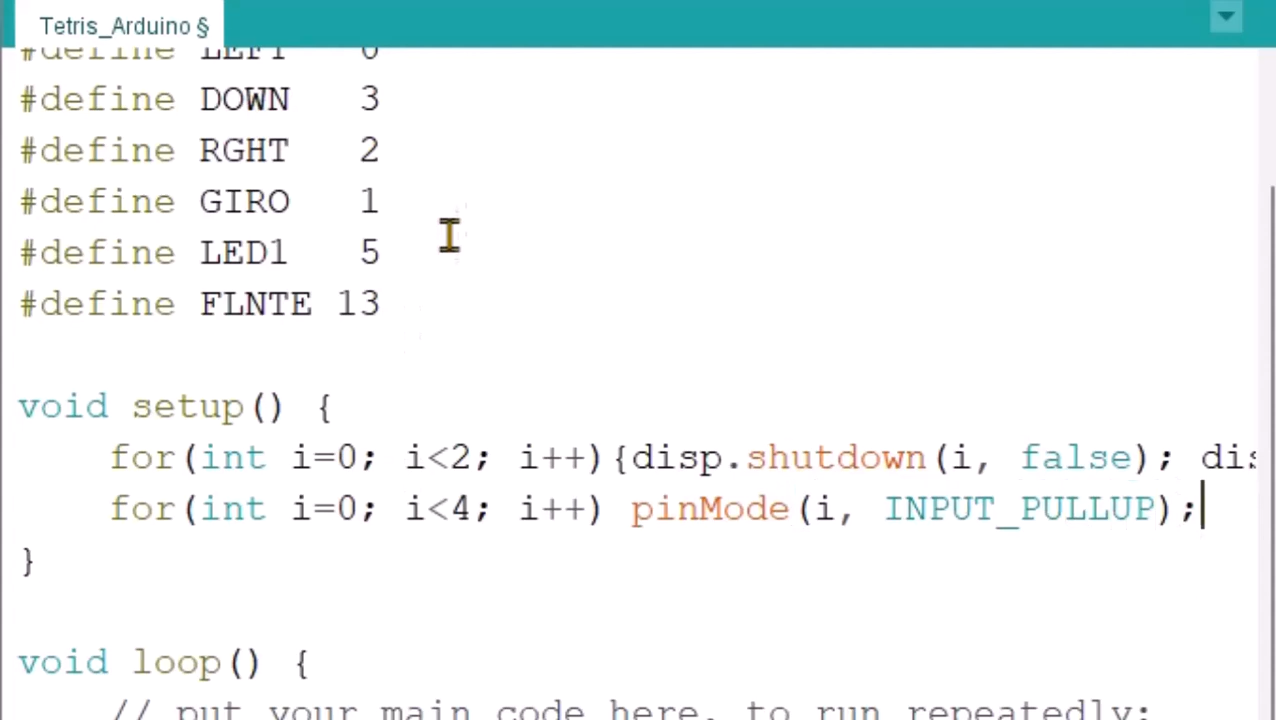 Tetris_Arduino §
#define LEFT 0
#define DOWN 3
#define RGHT 2
#define GIRO 1
#define LED1 5
#define FLNTE 13
void setup() {
for(int i=0; i<2; i++){disp.shutdown(i, false); dis
for(int i=0; i<4; i++) pinMode(i, INPUT_PULLUP);
}
void loop() {
// put your main code here, to run repeatedly: